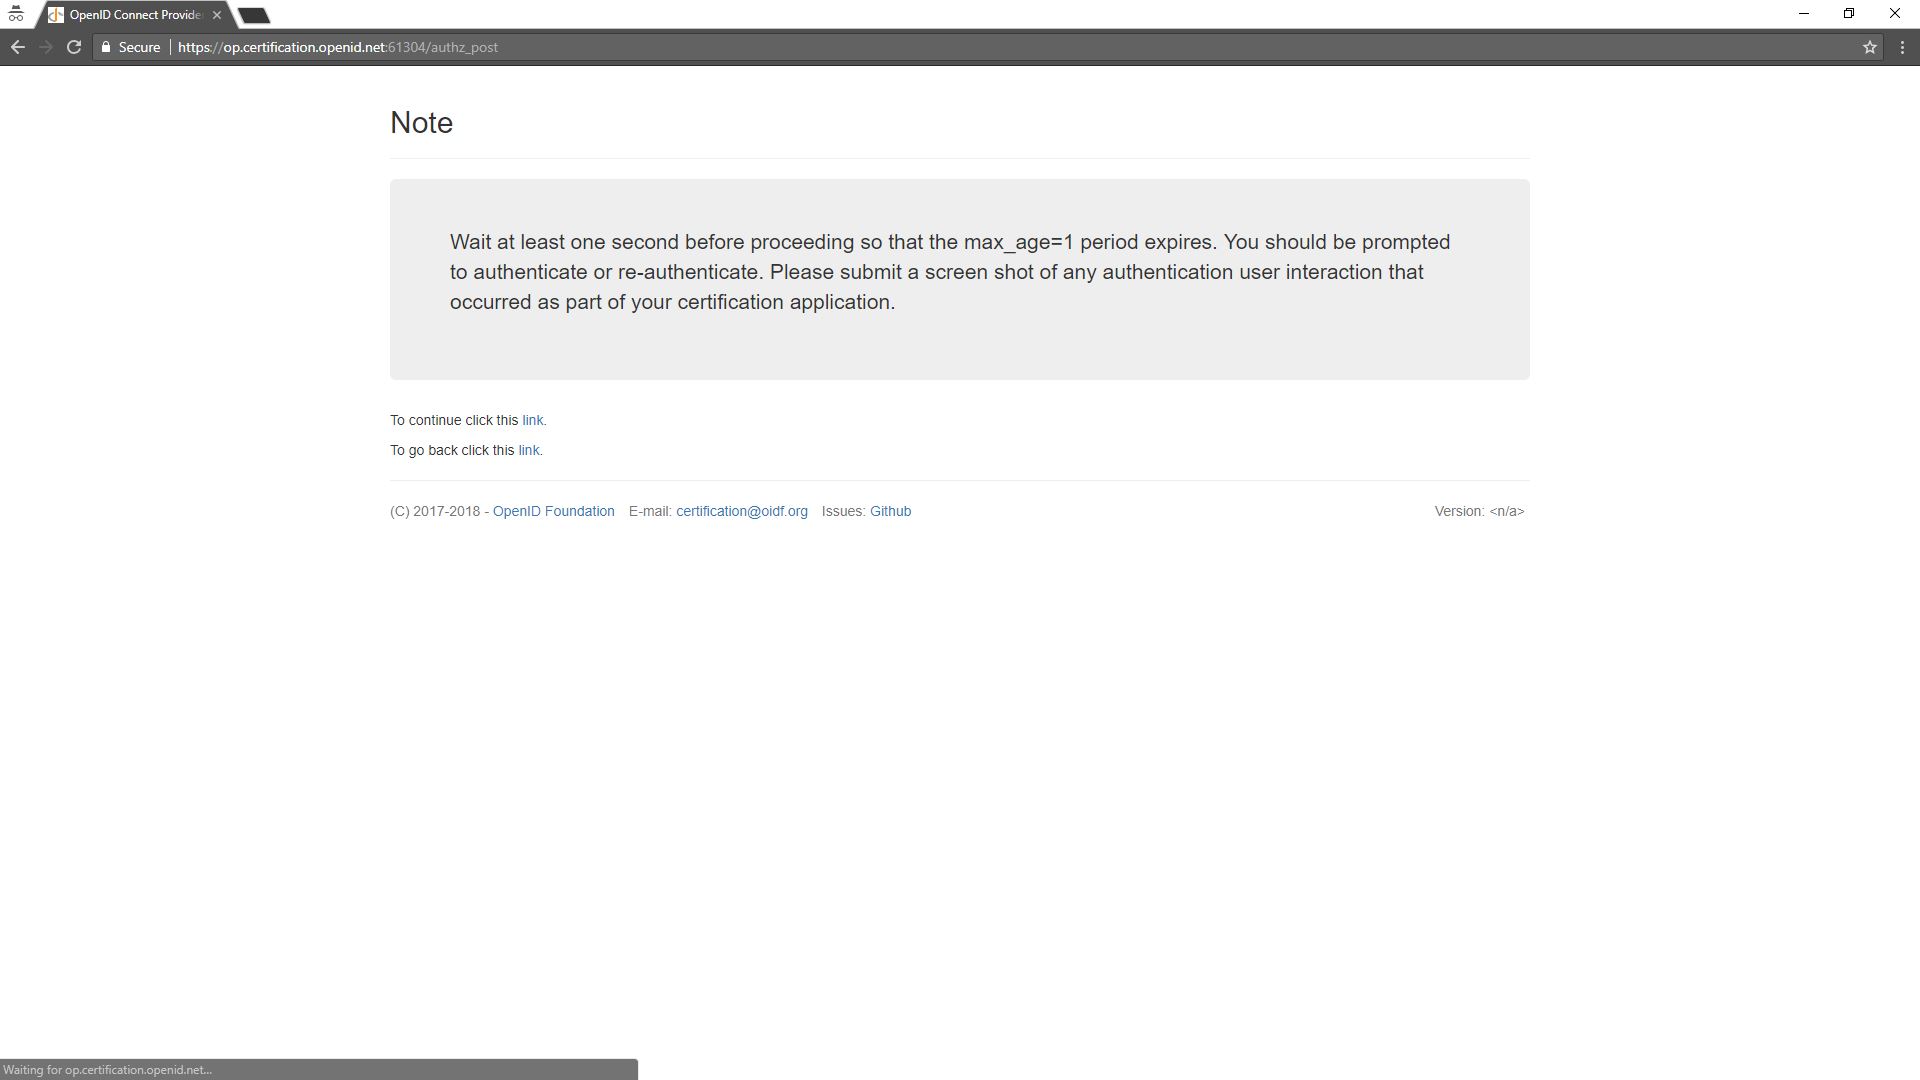 OpenID Connect Provide
Secure
https://op.certification.openid.net:61304/authz_post
Note
Wait at least one second before proceeding so that the max_age=1 period expires. You should be prompted
to authenticate or re-authenticate. Please submit a screen shot of any authentication user interaction that
occurred as part of your certification application.
To continue click this link.
To go back click this link.
(C) 2017-2018 - OpenID Foundation E-mail: certification@oidf.org Issues: Github
Version: <n/a>
Waiting for op.certification.openid.net...